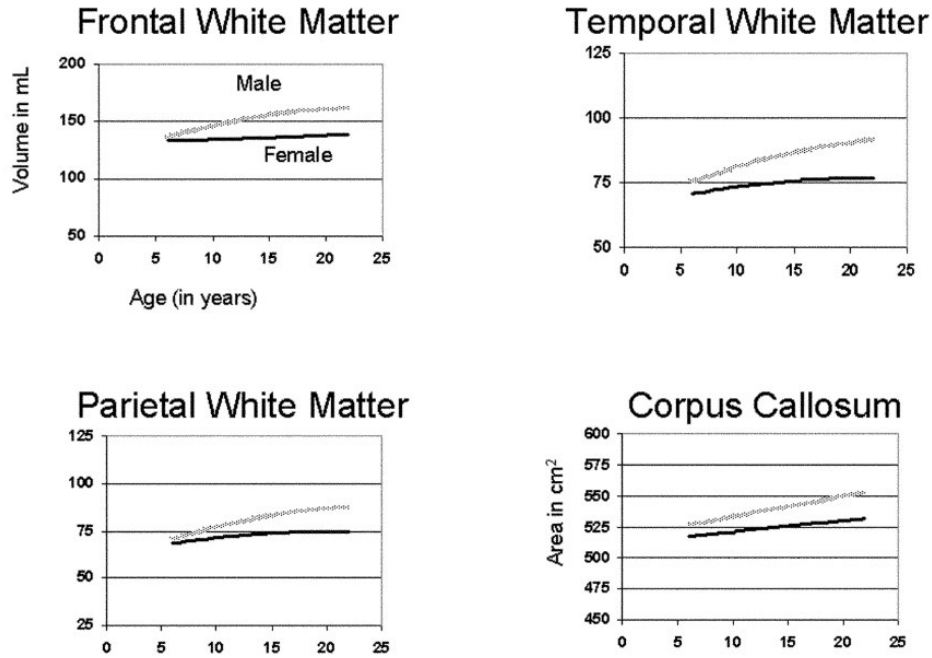 Frontal White Matter
200
150
100
50
0 5 10 15 20 25
Volume in mL
Age (in years)
Male
Female
Temporal White Matter
125
100
75
50
0 5 10 15 20 25
Parietal White Matter
125
100
75
50
25
0 5 10 15 20 25
Corpus Callosum
600
575
550
525
500
475
450
0 5 10 15 20 25
Area in cm²